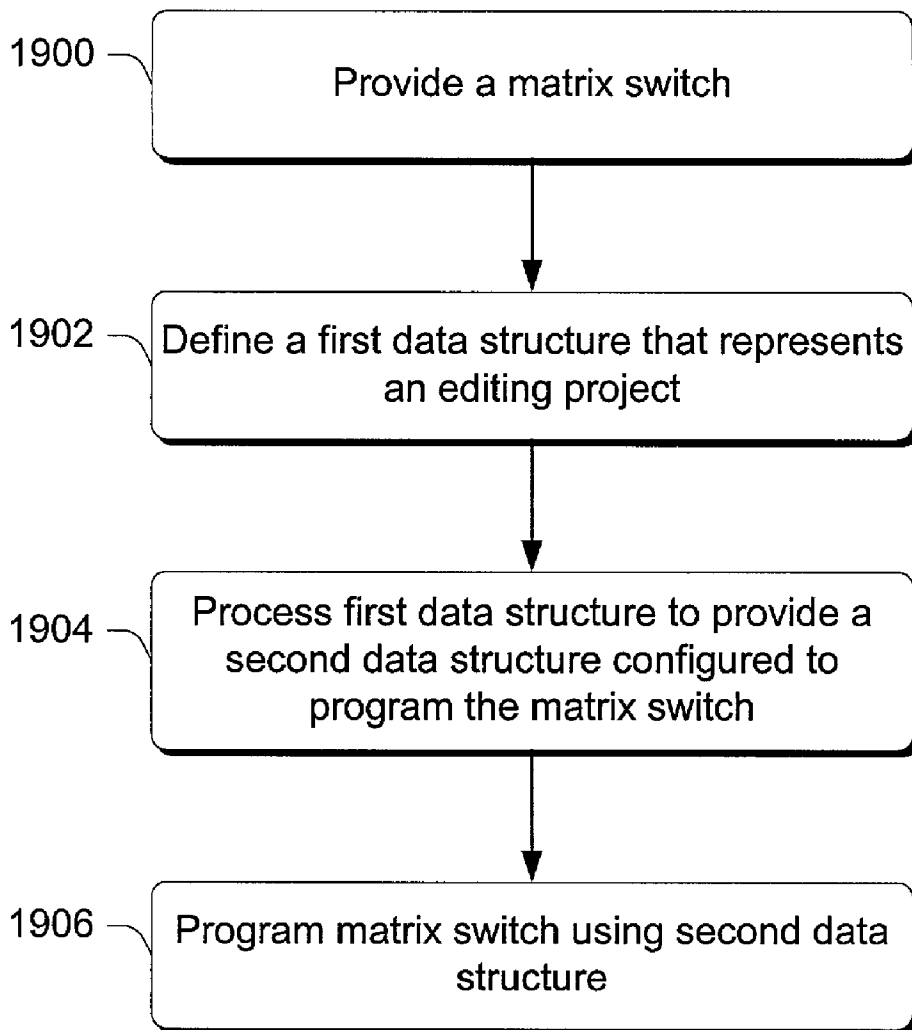 1900
Provide a matrix switch
1902
Define a first data structure that represents
an editing project
1904
Process first data structure to provide a
second data structure configured to
program the matrix switch
1906
Program matrix switch using second data
structure